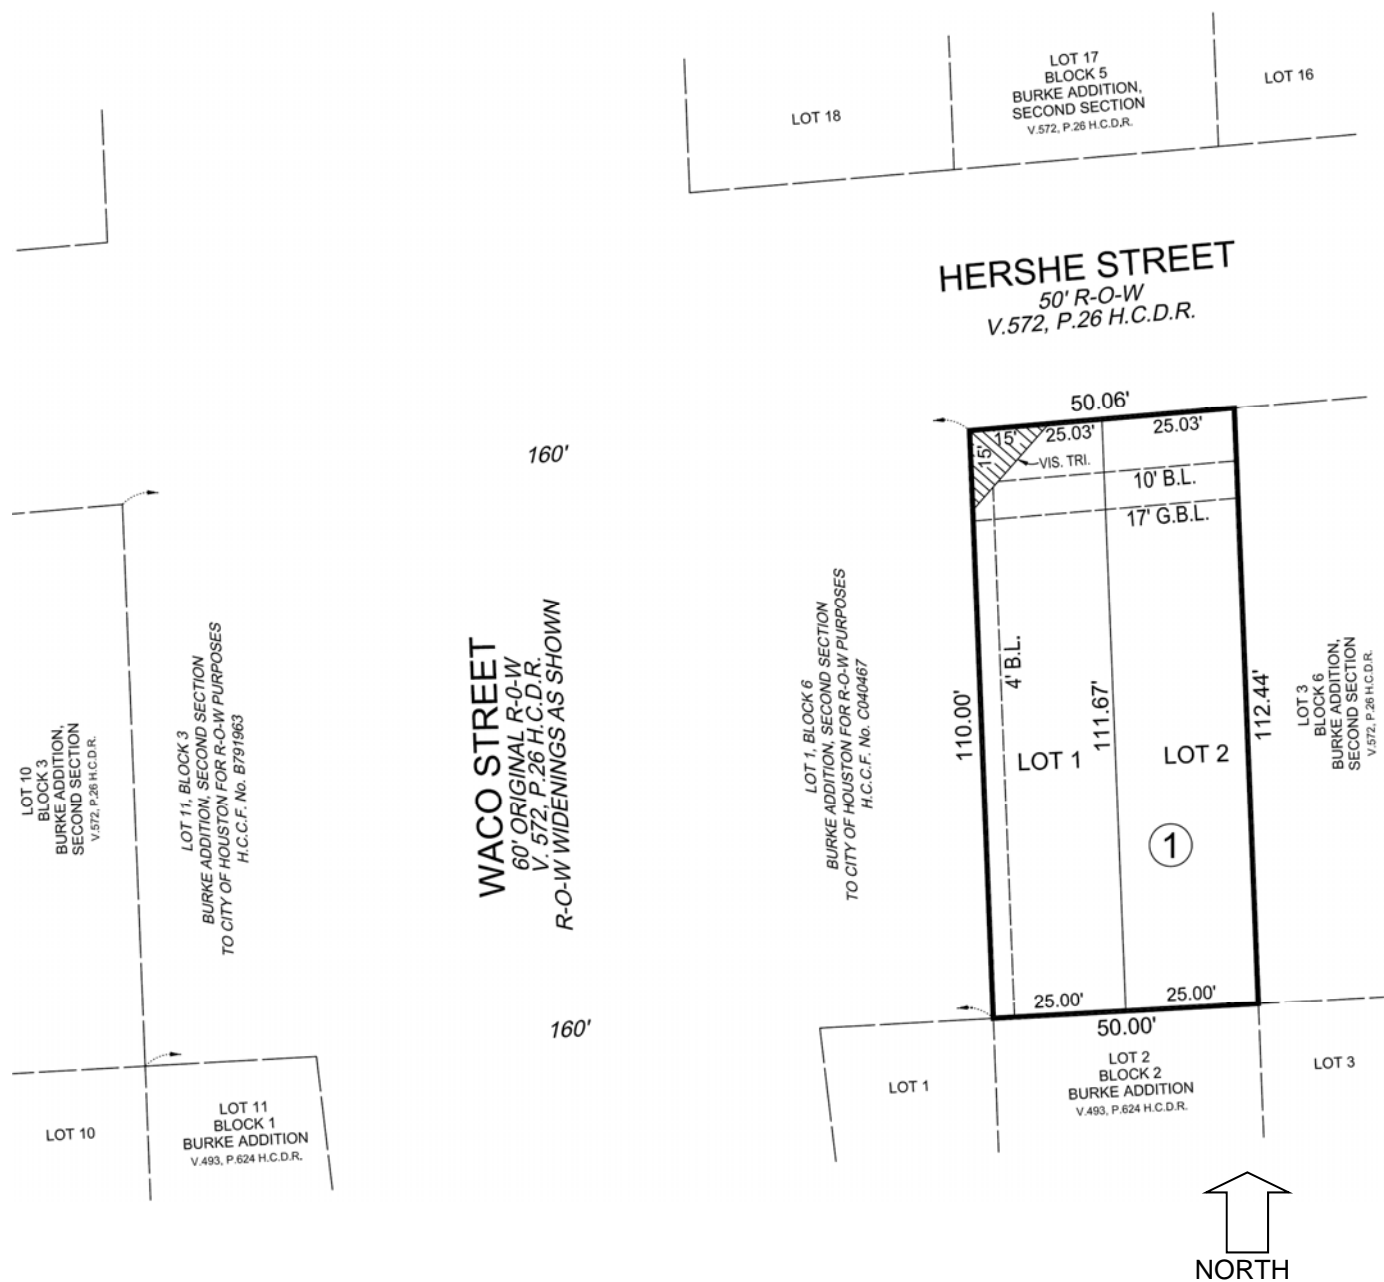 LOT 18
LOT 17
BLOCK 5
BURKE ADDITION,
SECOND SECTION
V.572, P.26 H.C.D.R.
LOT 16
HERSHE STREET
50' R-O-W
V.572, P.26 H.C.D.R.
50.06'
15'
15'
25.03'
25.03'
VIS. TRI.
10' B.L.
17' G.B.L.
160'
LOT 10
BLOCK 3
BURKE ADDITION,
SECOND SECTION
V.572, P.26 H.C.D.R.
LOT 11, BLOCK 3
BURKE ADDITION, SECOND SECTION
TO CITY OF HOUSTON FOR R-O-W PURPOSES
H.C.C.F. No. B791963
WACO STREET
60' ORIGINAL R-0-W
V. 572, P.26 H.C.D.R.
R-O-W WIDENINGS AS SHOWN
LOT 1, BLOCK 6
BURKE ADDITION, SECOND SECTION
TO CITY OF HOUSTON FOR R-O-W PURPOSES
H.C.C.F. No. C040467
110.00'
4' B.L.
LOT 1
111.67'
LOT 2
1
112.44'
LOT 3
BLOCK 6
BURKE ADDITION,
SECOND SECTION
V.572, P.26 H.C.D.R.
25.00'
25.00'
50.00'
160'
LOT 10
LOT 11
BLOCK 1
BURKE ADDITION
V.493, P.624 H.C.D.R.
LOT 1
LOT 2
BLOCK 2
BURKE ADDITION
V.493, P.624 H.C.D.R.
LOT 3
NORTH